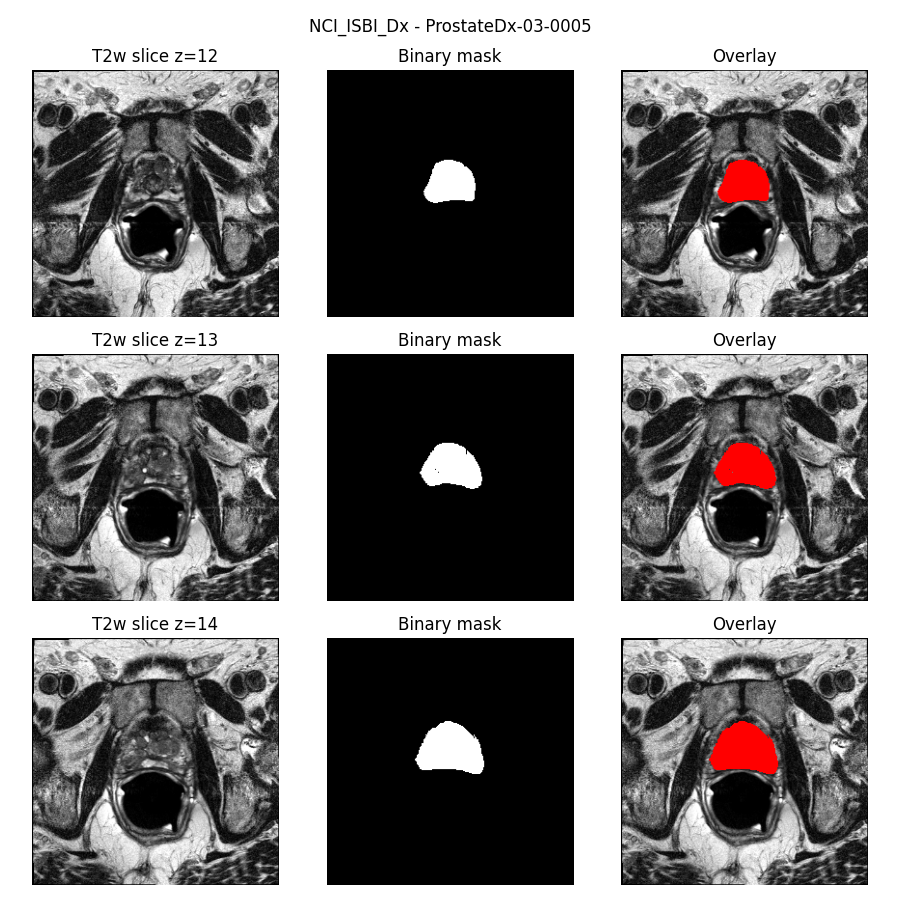 NCI_ISBI_Dx - ProstateDx-03-0005
T2w slice z=12
Binary mask
Overlay
T2w slice z=13
Binary mask
Overlay
T2w slice z=14
Binary mask
Overlay